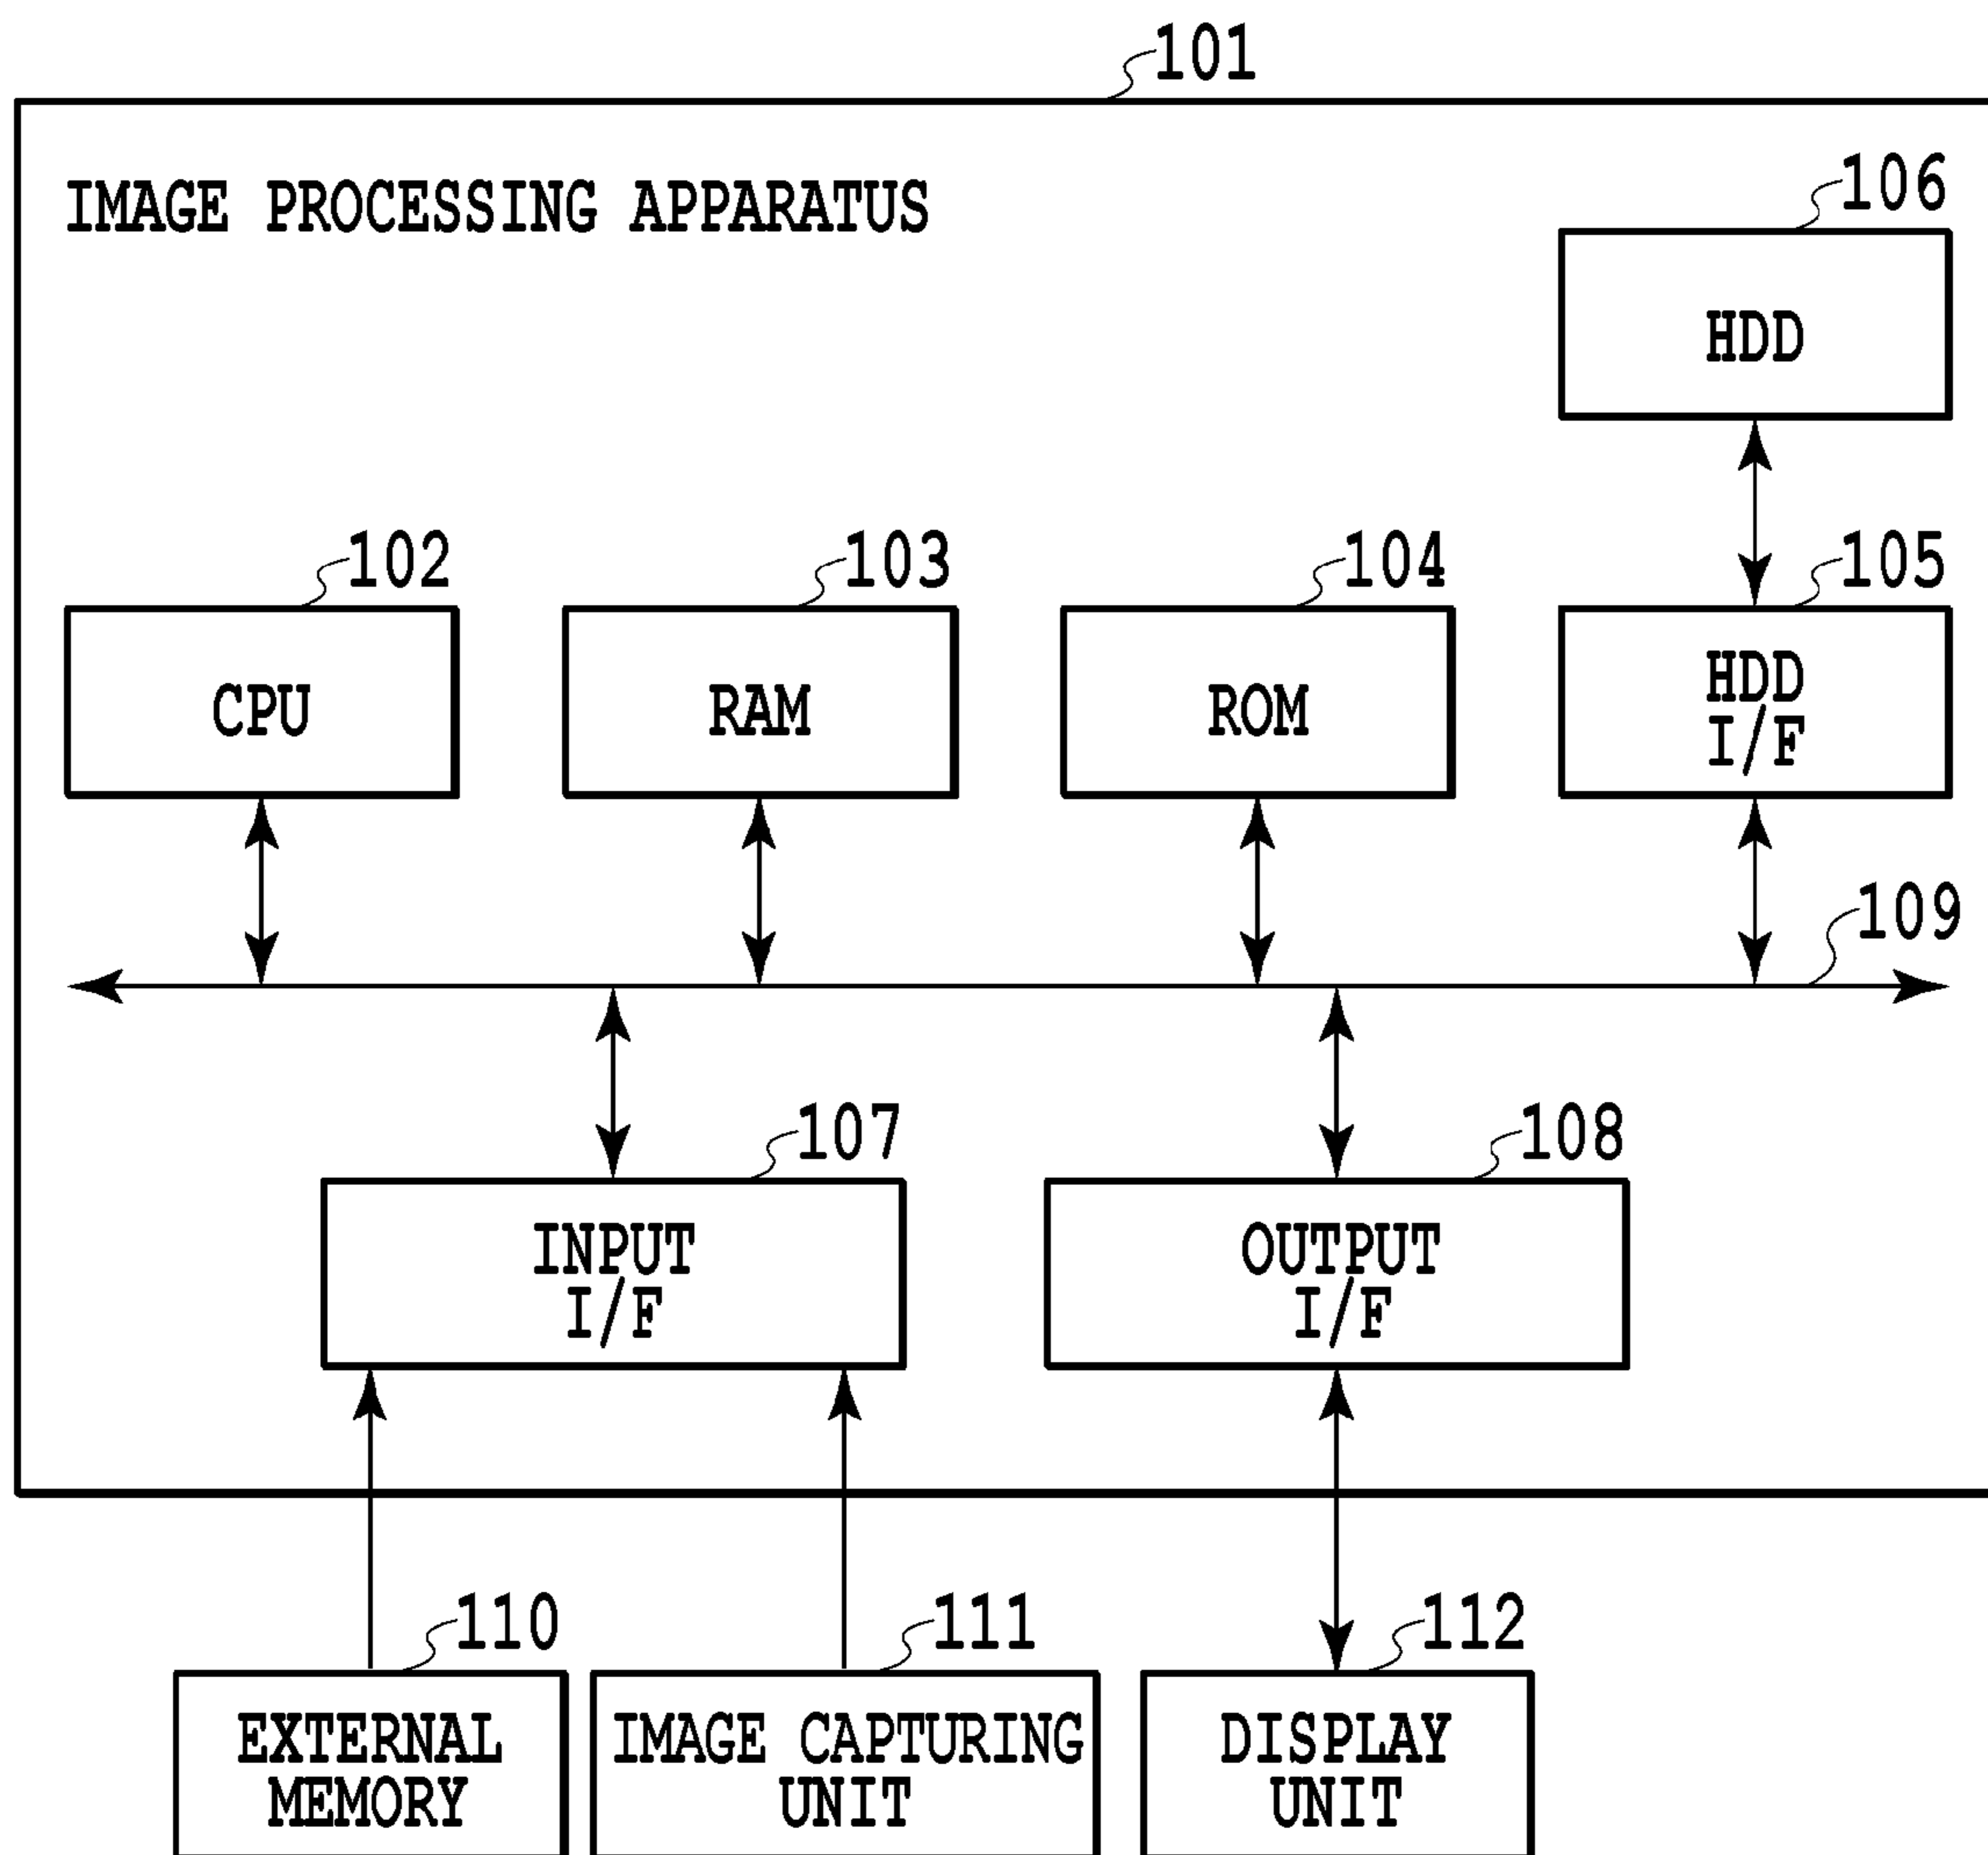 101
IMAGE PROCESSING APPARATUS
106
HDD
102
103
104
105
CPU
RAM
ROM
HDD
I/F
109
107
108
INPUT
I/F
OUTPUT
I/F
110
111
112
EXTERNAL
MEMORY
IMAGE CAPTURING
UNIT
DISPLAY
UNIT